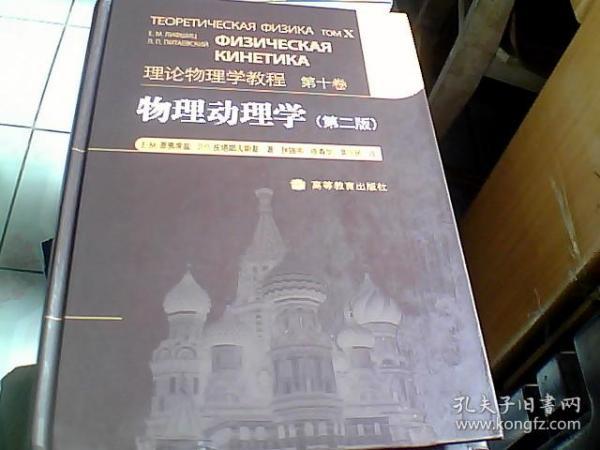 ТЕОРЕТИЧЕСКАЯ ФИЗИКА ТОМ X
Е. М. ЛИФШИЦ
Л. П. ПИТАЕВСКИЙ
ФИЗИЧЕСКАЯ
КИНЕТИКА
理论物理学教程 第十卷
物理动理学（第二版）
著
高等教育出版社
孔夫子旧书网
www.kongfz.com